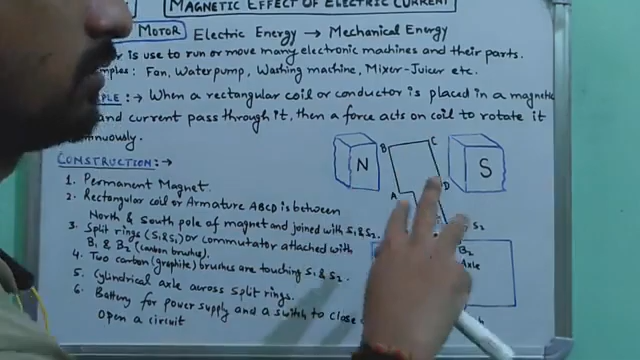 MAGNETIC EFFECT OF ELECTRIC CURRENT
MOTOR Electric Energy → Mechanical Energy
is use to run or move many electronic machines and their parts.
Fan, Water pump, Washing machine, Mixer-Juicer etc.
:→ When a rectangular coil or conductor is placed in a magnetic
and current pass through it, then a force acts on coil to rotate it
CONSTRUCTION:→
1. Permanent Magnet.
2. Rectangular coil or Armature ABCD is between
North & South pole of magnet and joined with S1 & S2.
3. Split rings (S1 & S2) or commutator attached with
B1 & B2 (carbon brushes).
4. Two carbon (graphite) brushes are touching S1 & S2.
5. Cylindrical axle across split rings.
6. Battery for power supply and a switch to close
Open a circuit
N
S
B
C
A
D
S2
B2
Axle